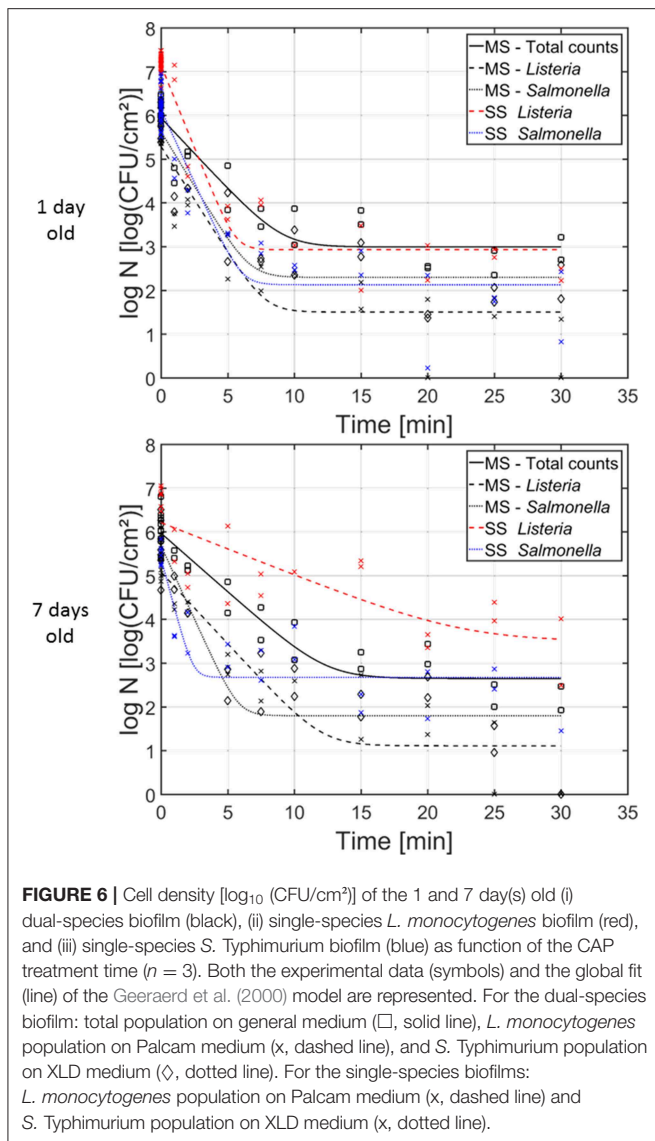 1 day
old
log N [log(CFU/cm²)]
8
7
6
5
4
3
2
1
0
MS - Total counts
MS - Listeria
MS - Salmonella
SS Listeria
SS Salmonella
0 5 10 15 20 25 30 35
Time [min]
7 days
old
log N [log(CFU/cm²)]
8
7
6
5
4
3
2
1
0
MS - Total counts
MS - Listeria
MS - Salmonella
SS Listeria
SS Salmonella
0 5 10 15 20 25 30 35
Time [min]
FIGURE 6 | Cell density [log₁₀ (CFU/cm²)] of the 1 and 7 day(s) old (i)
dual-species biofilm (black), (ii) single-species L. monocytogenes biofilm (red),
and (iii) single-species S. Typhimurium biofilm (blue) as function of the CAP
treatment time (n = 3). Both the experimental data (symbols) and the global fit
(line) of the Geeraerd et al. (2000) model are represented. For the dual-species
biofilm: total population on general medium (□, solid line), L. monocytogenes
population on Palcam medium (x, dashed line), and S. Typhimurium population
on XLD medium (◇, dotted line). For the single-species biofilms:
L. monocytogenes population on Palcam medium (x, dashed line) and
S. Typhimurium population on XLD medium (x, dotted line).